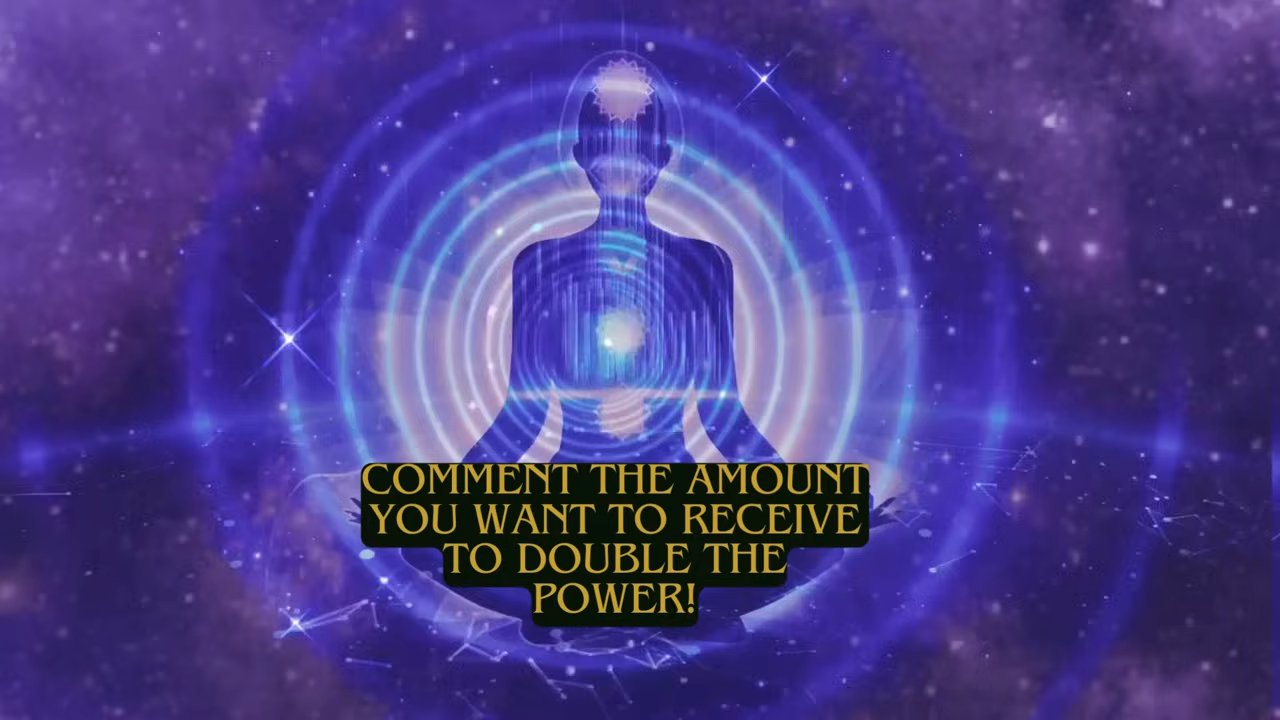 COMMENT THE AMOUNT
YOU WANT TO RECEIVE
TO DOUBLE THE
POWER!